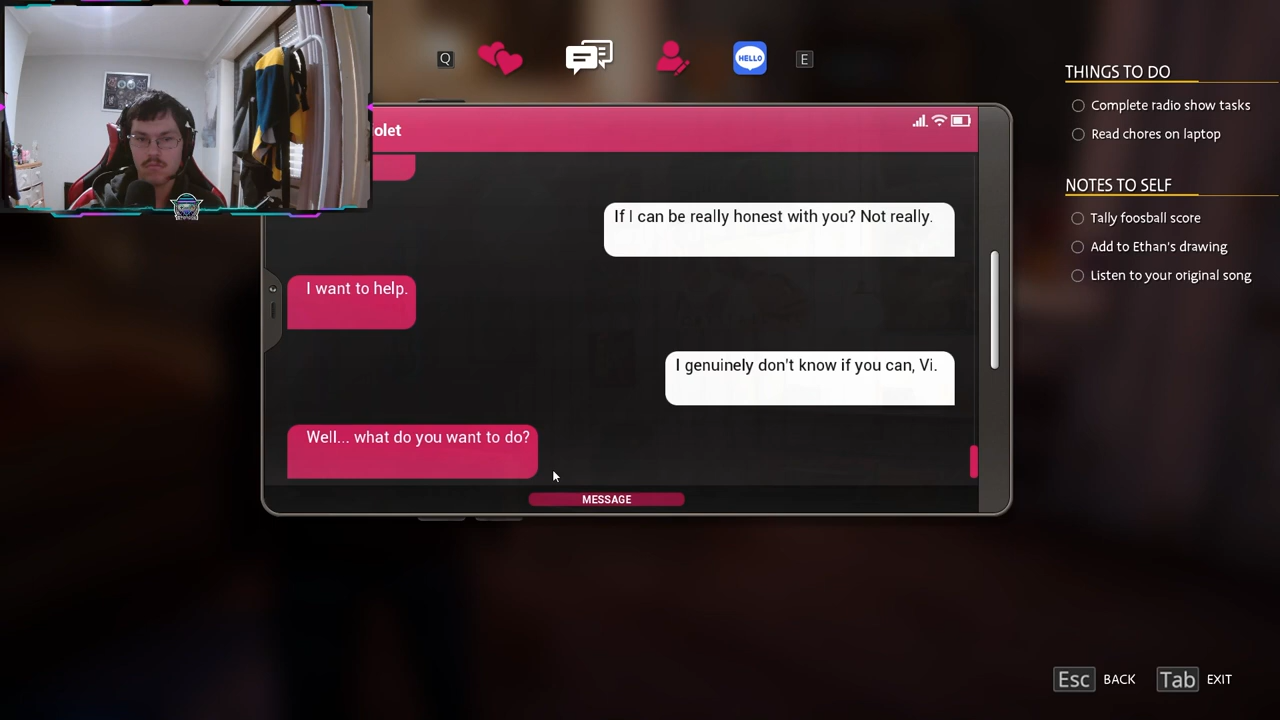 Q
HELLO
E
olet
If I can be really honest with you? Not really.
I want to help.
I genuinely don't know if you can, Vi.
Well... what do you want to do?
MESSAGE
THINGS TO DO
Complete radio show tasks
Read chores on laptop
NOTES TO SELF
Tally foosball score
Add to Ethan's drawing
Listen to your original song
Esc BACK Tab EXIT